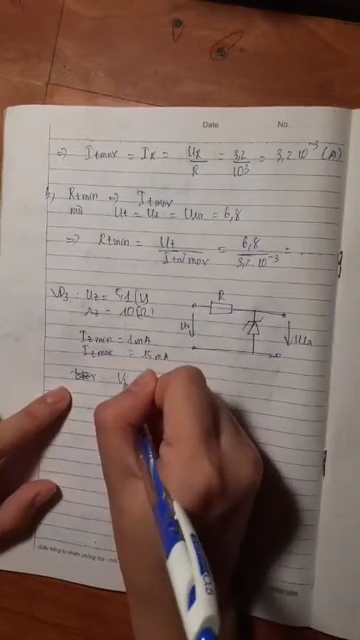 Date No
=> Itmax = IR = UR/R = 3,2/10³ = 3,2.10⁻³ (A)
b, Rtmin => Itmax
mà Ut = Uz = Ura = 6,8
=> Rtmin = Ut/Itmax = 6,8/3,2.10⁻³ = ...
VD3: Uz = 5,1 (V)
rz = 10 (Ω)
R
Izmin = 1mA
Izmax = 15mA
Ura